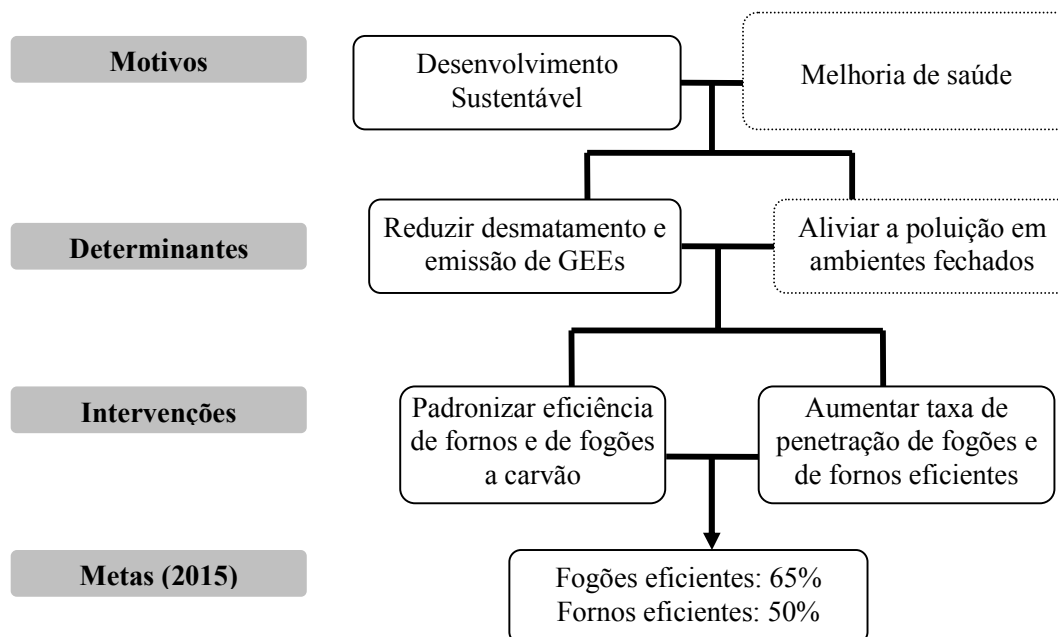 Motivos
Desenvolvimento
Sustentável
Melhoria de saúde
Determinantes
Reduzir desmatamento e
emissão de GEEs
Aliviar a poluição em
ambientes fechados
Intervenções
Padronizar eficiência
de fornos e de fogões
a carvão
Aumentar taxa de
penetração de fogões e
de fornos eficientes
Metas (2015)
Fogões eficientes: 65%
Fornos eficientes: 50%